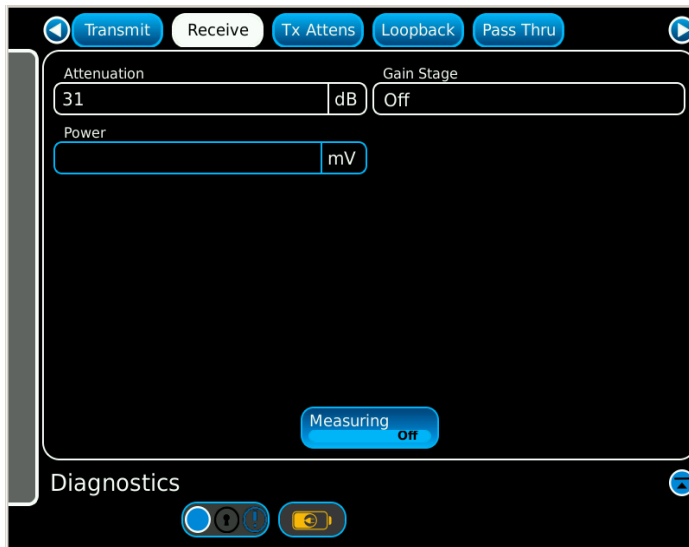 Transmit Receive Tx Attens Loopback Pass Thru
Attenuation Gain Stage
31 dB Off
Power
mV
Measuring
Off
Diagnostics